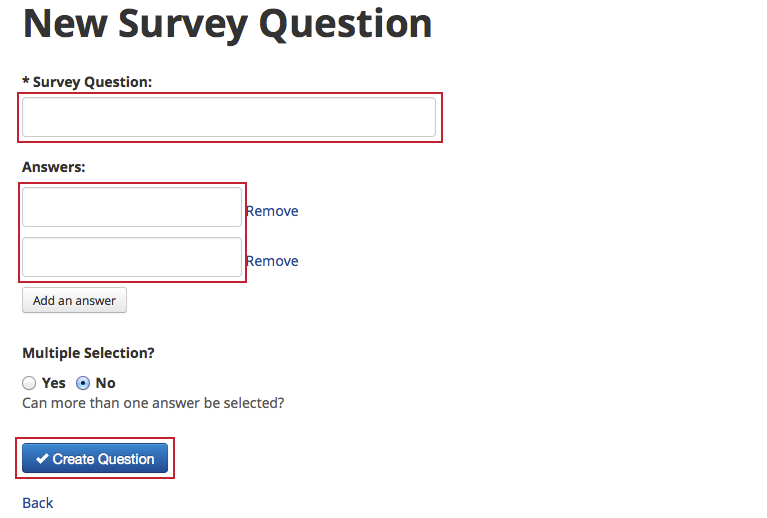 New Survey Question
* Survey Question:
Answers:
Remove
Remove
Add an answer
Multiple Selection?
Yes No
Can more than one answer be selected?
Create Question
Back